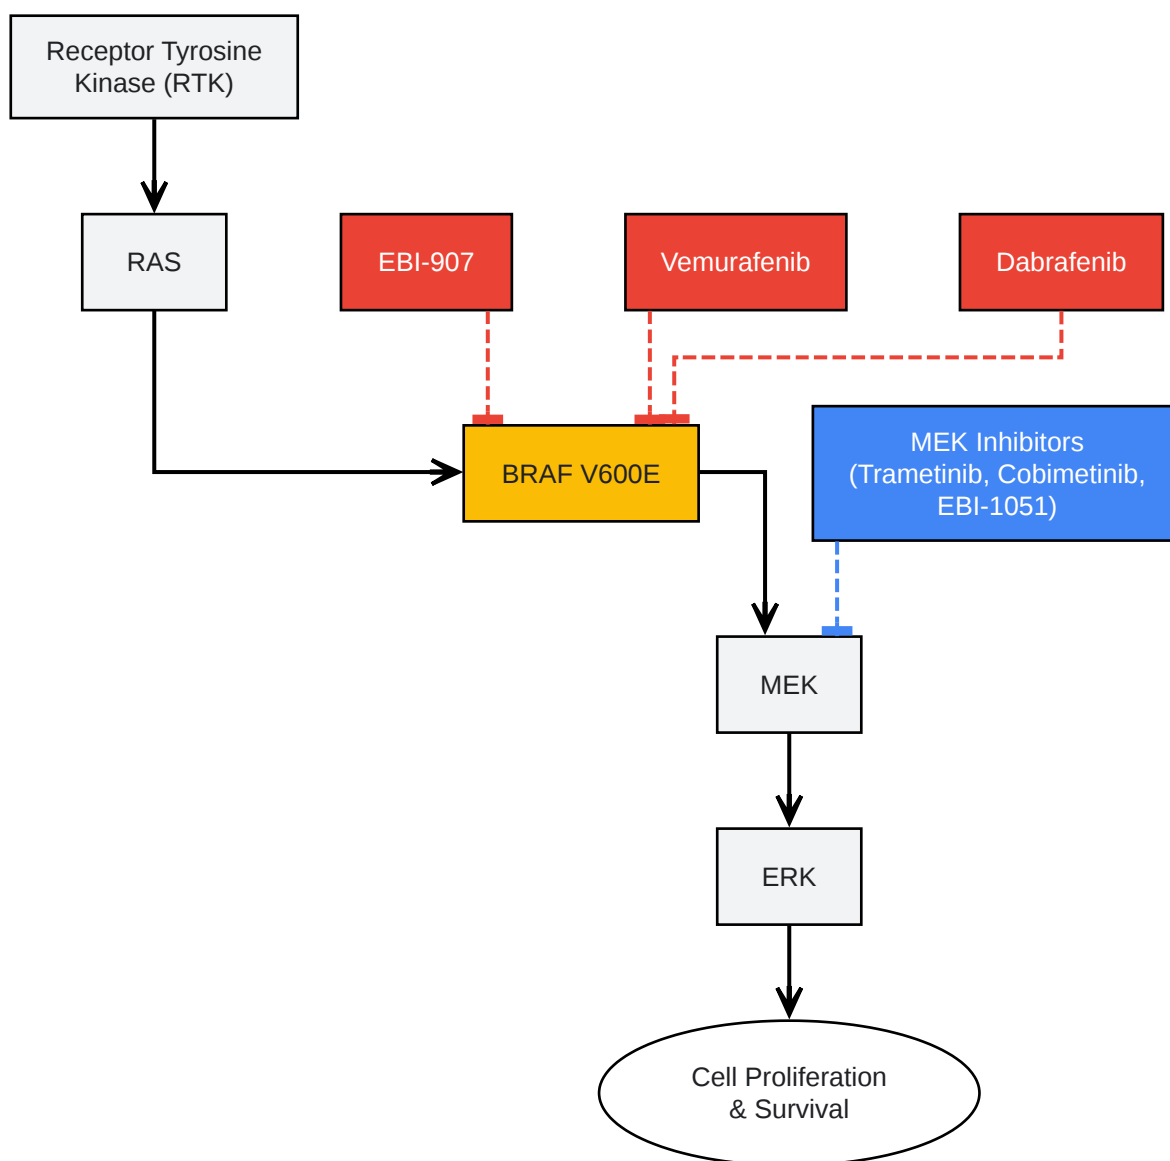 Receptor Tyrosine
Kinase (RTK)
RAS
EBI-907
Vemurafenib
Dabrafenib
BRAF V600E
MEK Inhibitors
(Trametinib, Cobimetinib,
EBI-1051)
MEK
ERK
Cell Proliferation
& Survival